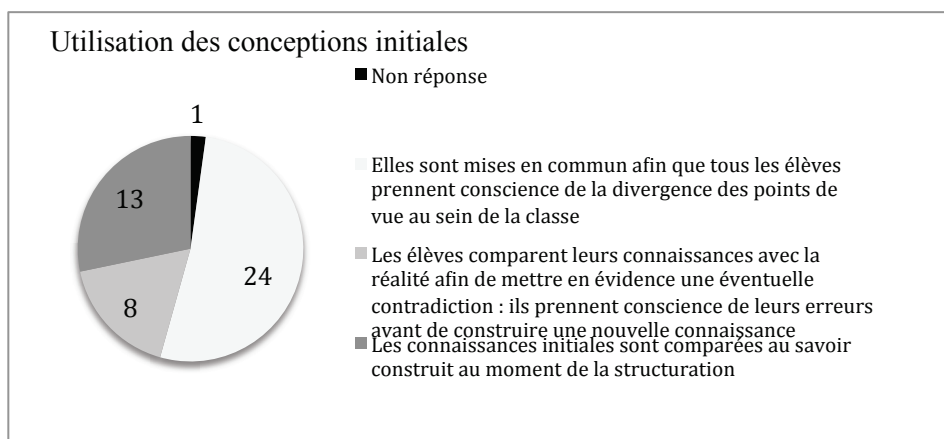 Utilisation des conceptions initiales
Non réponse
1
Elles sont mises en commun afin que tous les élèves
prennent conscience de la divergence des points de
vue au sein de la classe
13
24
8
Les élèves comparent leurs connaissances avec la
réalité afin de mettre en évidence une éventuelle
contradiction : ils prennent conscience de leurs erreurs
avant de construire une nouvelle connaissance
Les connaissances initiales sont comparées au savoir
construit au moment de la structuration